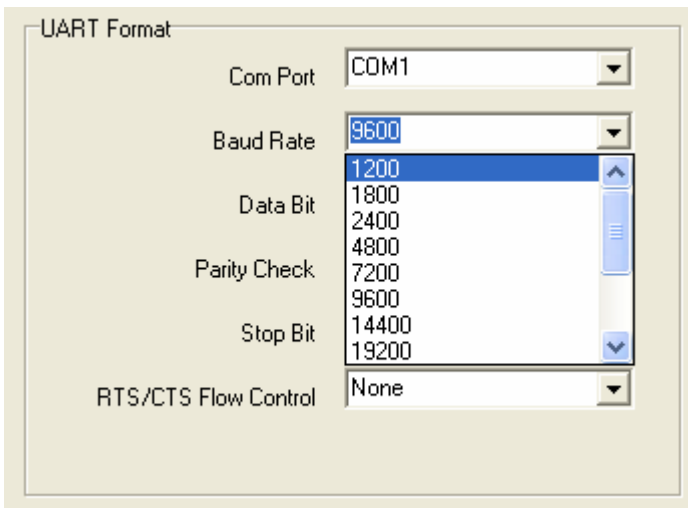 UART Format
Com Port COM1
Baud Rate 9600
1200
Data Bit 1800
2400
4800
Parity Check 7200
9600
Stop Bit 14400
19200
RTS/CTS Flow Control None